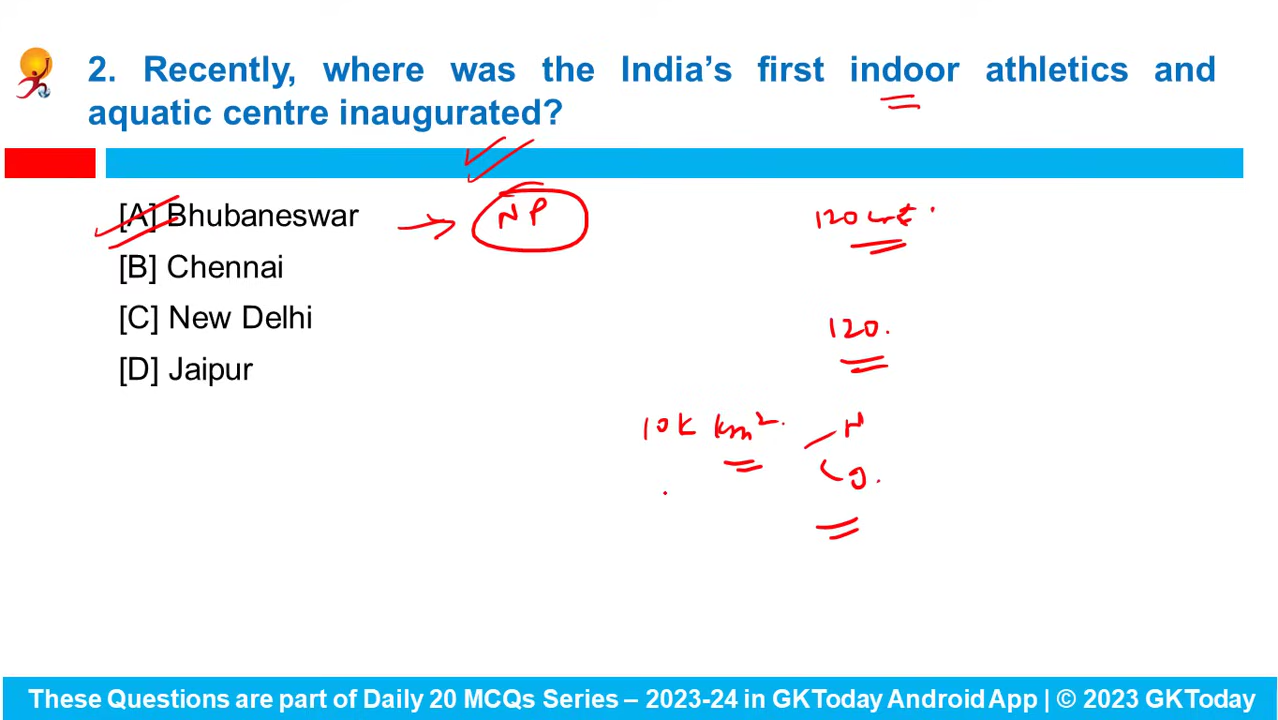 2. Recently, where was the India's first indoor athletics and
aquatic centre inaugurated?
[A] Bhubaneswar
NP
[B] Chennai
[C] New Delhi
[D] Jaipur
120
120.
10K km²
N
These Questions are part of Daily 20 MCQs Series – 2023-24 in GKToday Android App | © 2023 GKToday